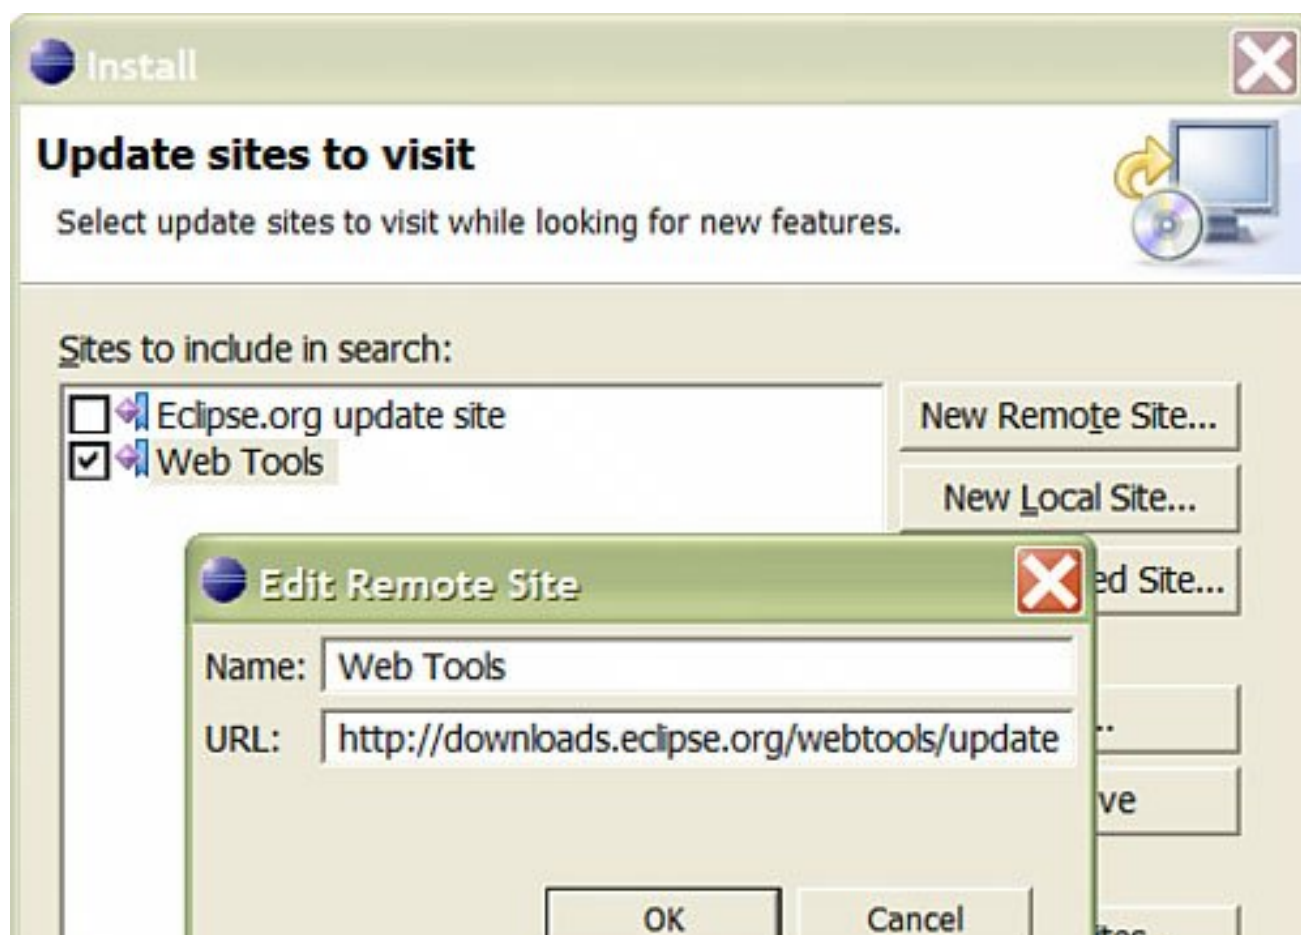 Install
Update sites to visit
Select update sites to visit while looking for new features.
Sites to include in search:
Eclipse.org update site
Web Tools
New Remote Site...
New Local Site...
ed Site...
Edit Remote Site
Name: Web Tools
URL: http://downloads.eclipse.org/webtools/update
..
ve
OK Cancel